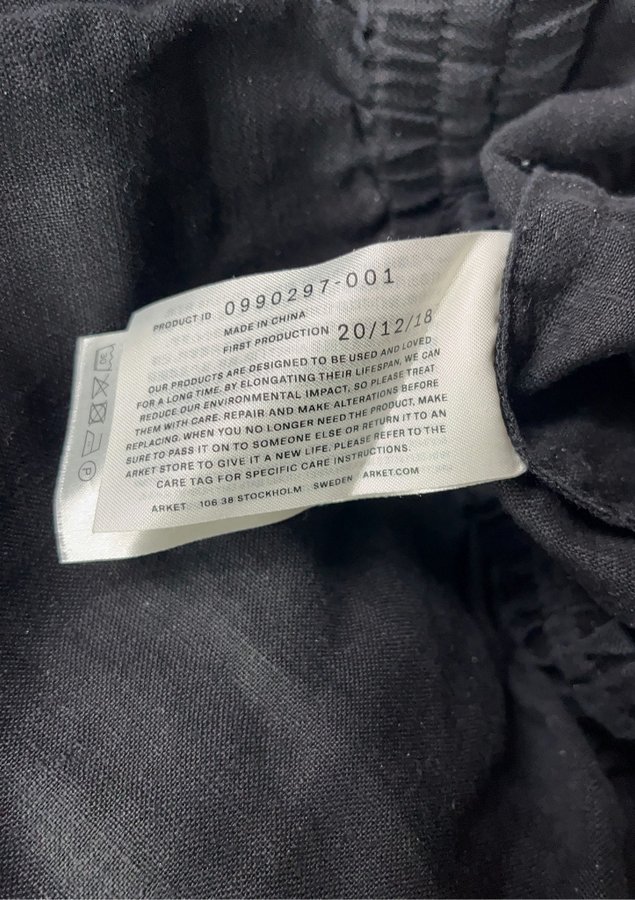 PRODUCT ID 0990297-001
MADE IN CHINA
FIRST PRODUCTION 20/12/18
OUR PRODUCTS ARE DESIGNED TO BE USED AND LOVED
FOR A LONG TIME. BY ELONGATING THEIR LIFESPAN, WE CAN
REDUCE OUR ENVIRONMENTAL IMPACT, SO PLEASE TREAT
THEM WITH CARE. REPAIR AND MAKE ALTERATIONS BEFORE
REPLACING. WHEN YOU NO LONGER NEED THE PRODUCT, MAKE
SURE TO PASS IT ON TO SOMEONE ELSE OR RETURN IT TO AN
ARKET STORE TO GIVE IT A NEW LIFE. PLEASE REFER TO THE
CARE TAG FOR SPECIFIC CARE INSTRUCTIONS.
ARKET 106 38 STOCKHOLM SWEDEN ARKET.COM
30
P